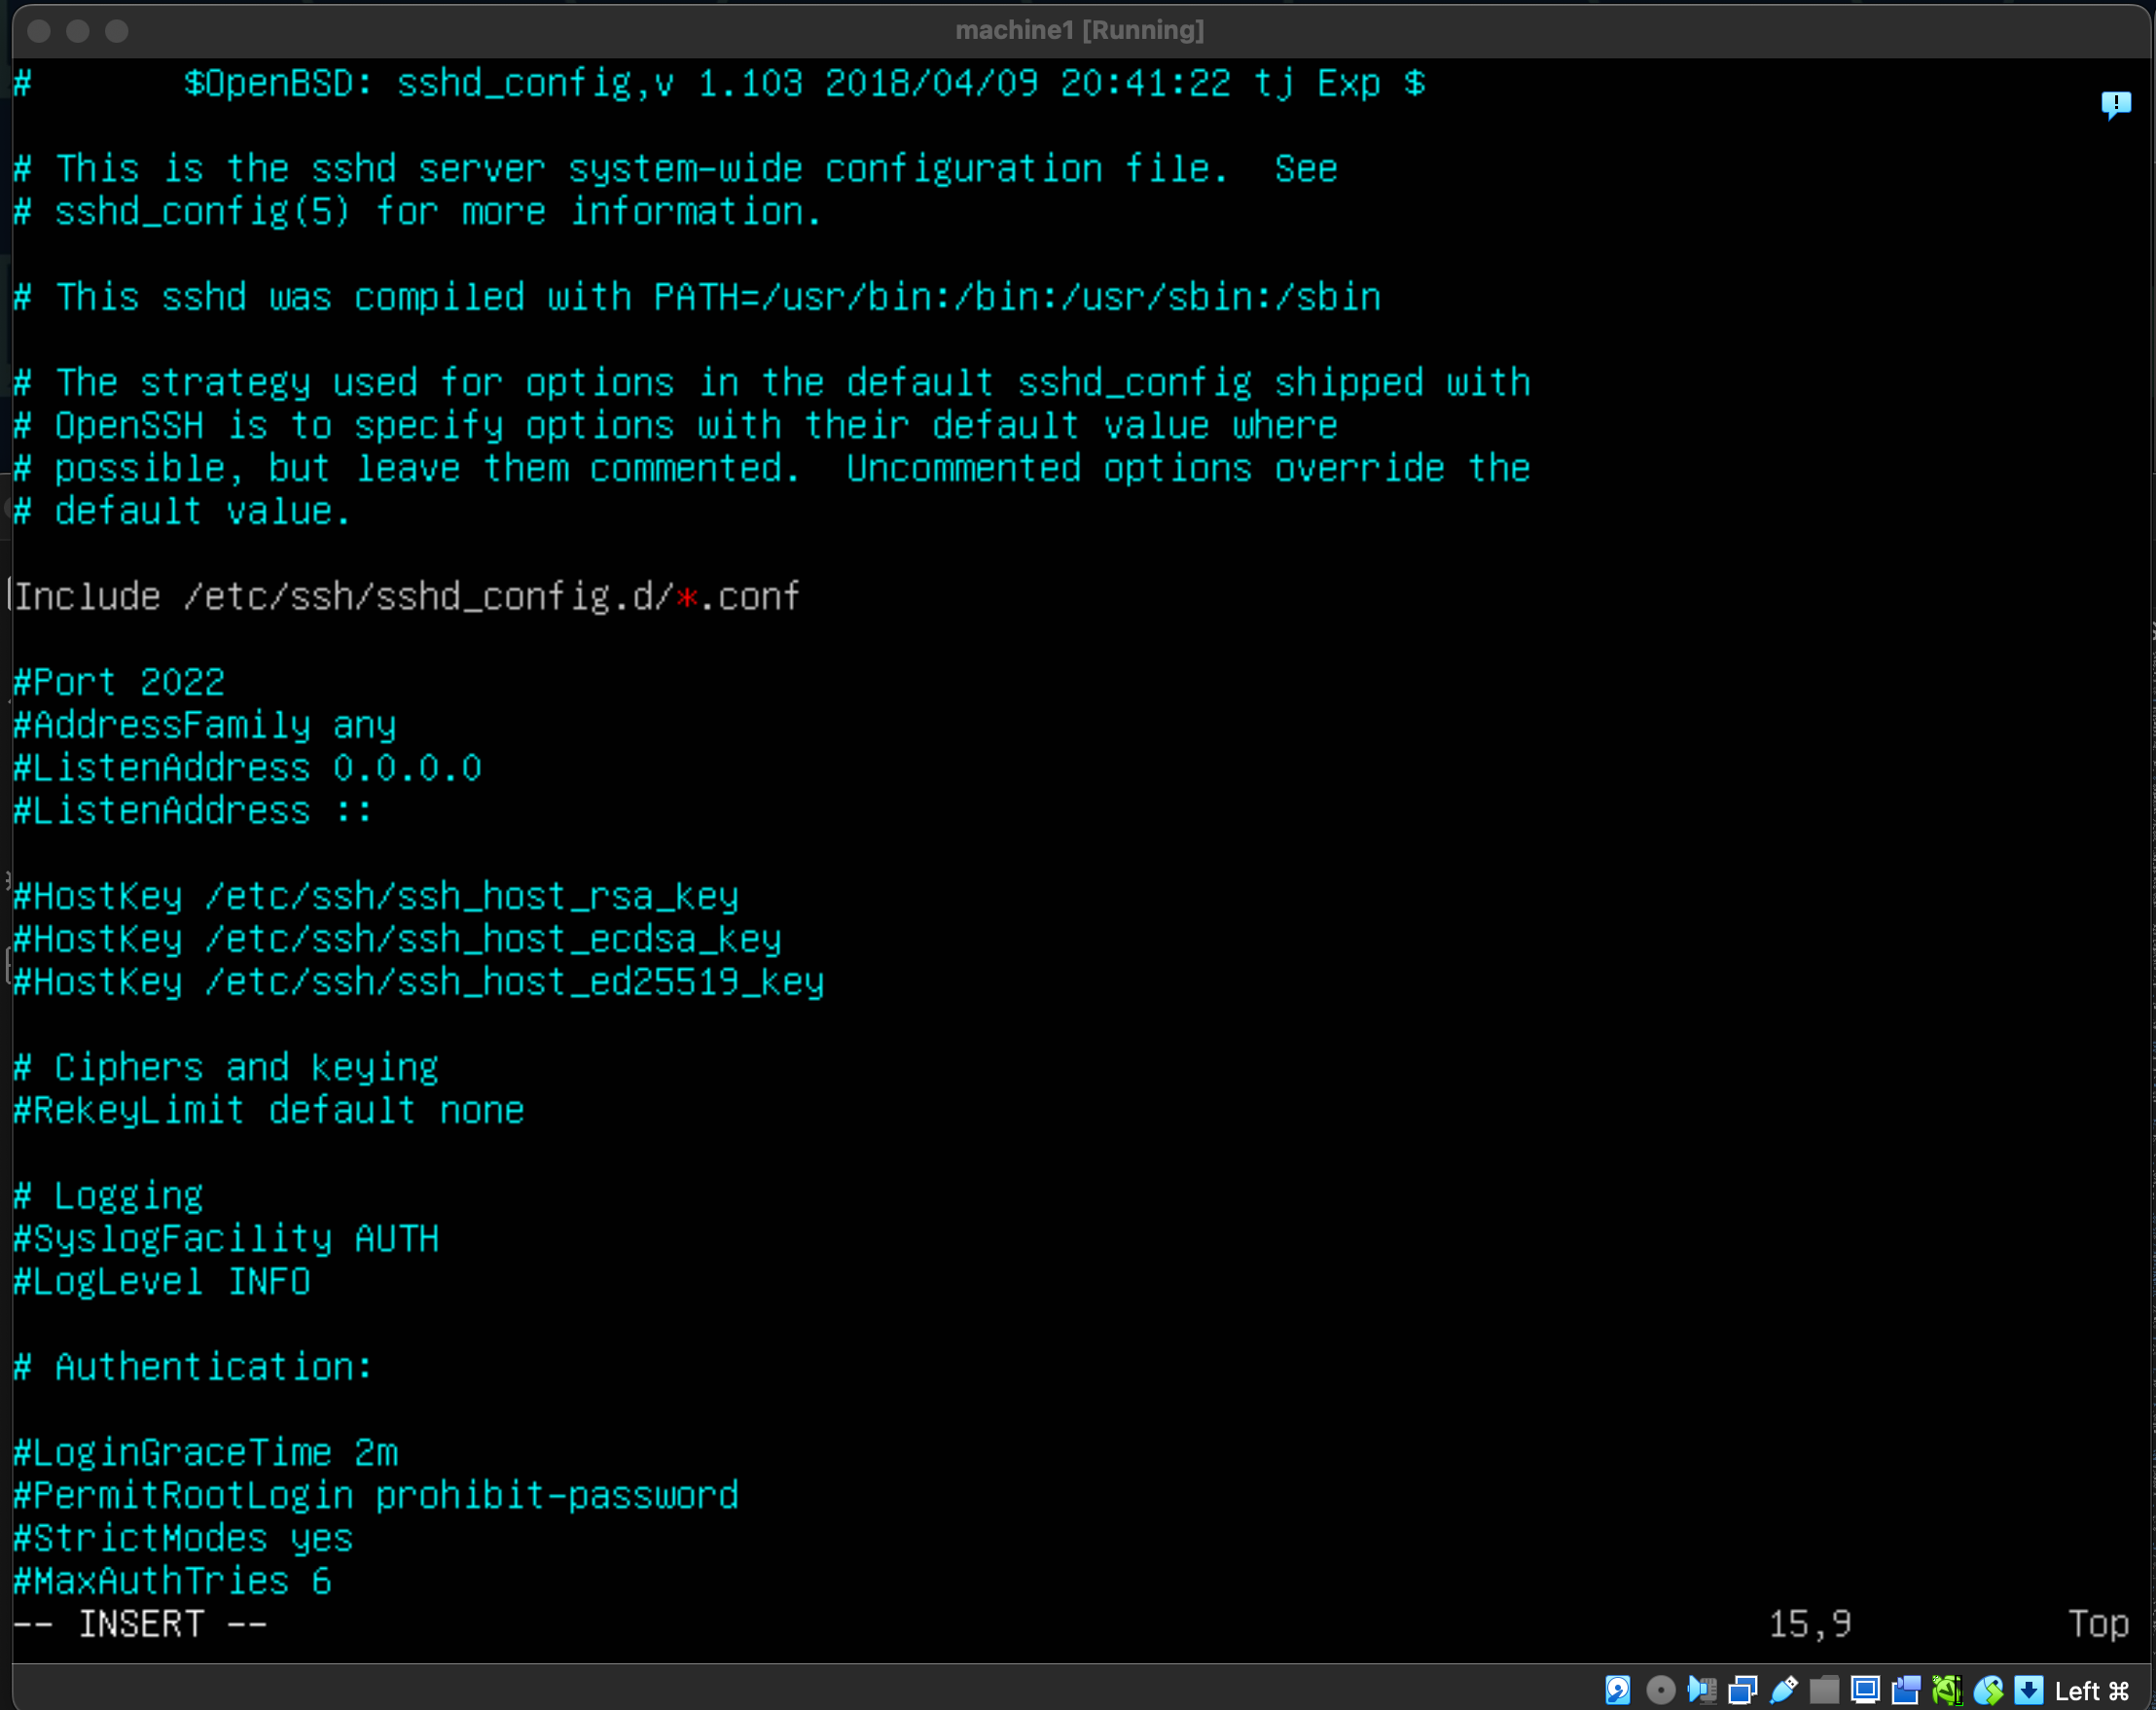 machine1 [Running]
#       $OpenBSD: sshd_config,v 1.103 2018/04/09 20:41:22 tj Exp $
# This is the sshd server system-wide configuration file.  See
# sshd_config(5) for more information.
# This sshd was compiled with PATH=/usr/bin:/bin:/usr/sbin:/sbin
# The strategy used for options in the default sshd_config shipped with
# OpenSSH is to specify options with their default value where
# possible, but leave them commented.  Uncommented options override the
# default value.
Include /etc/ssh/sshd_config.d/*.conf
#Port 2022
#AddressFamily any
#ListenAddress 0.0.0.0
#ListenAddress ::
#HostKey /etc/ssh/ssh_host_rsa_key
#HostKey /etc/ssh/ssh_host_ecdsa_key
#HostKey /etc/ssh/ssh_host_ed25519_key
# Ciphers and keying
#RekeyLimit default none
# Logging
#SyslogFacility AUTH
#LogLevel INFO
# Authentication:
#LoginGraceTime 2m
#PermitRootLogin prohibit-password
#StrictModes yes
#MaxAuthTries 6
-- INSERT --                    15,9          Top
Left ⌘